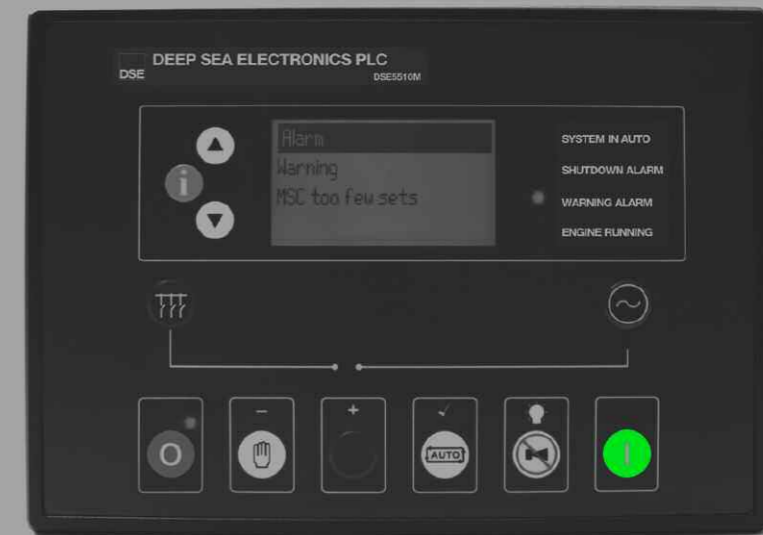 DEEP SEA ELECTRONICS PLC
DSE
DSE5510M
Alarm
Warning
MSC too few sets
SYSTEM IN AUTO
SHUTDOWN ALARM
WARNING ALARM
ENGINE RUNNING
i
- + ✓
O AUTO I